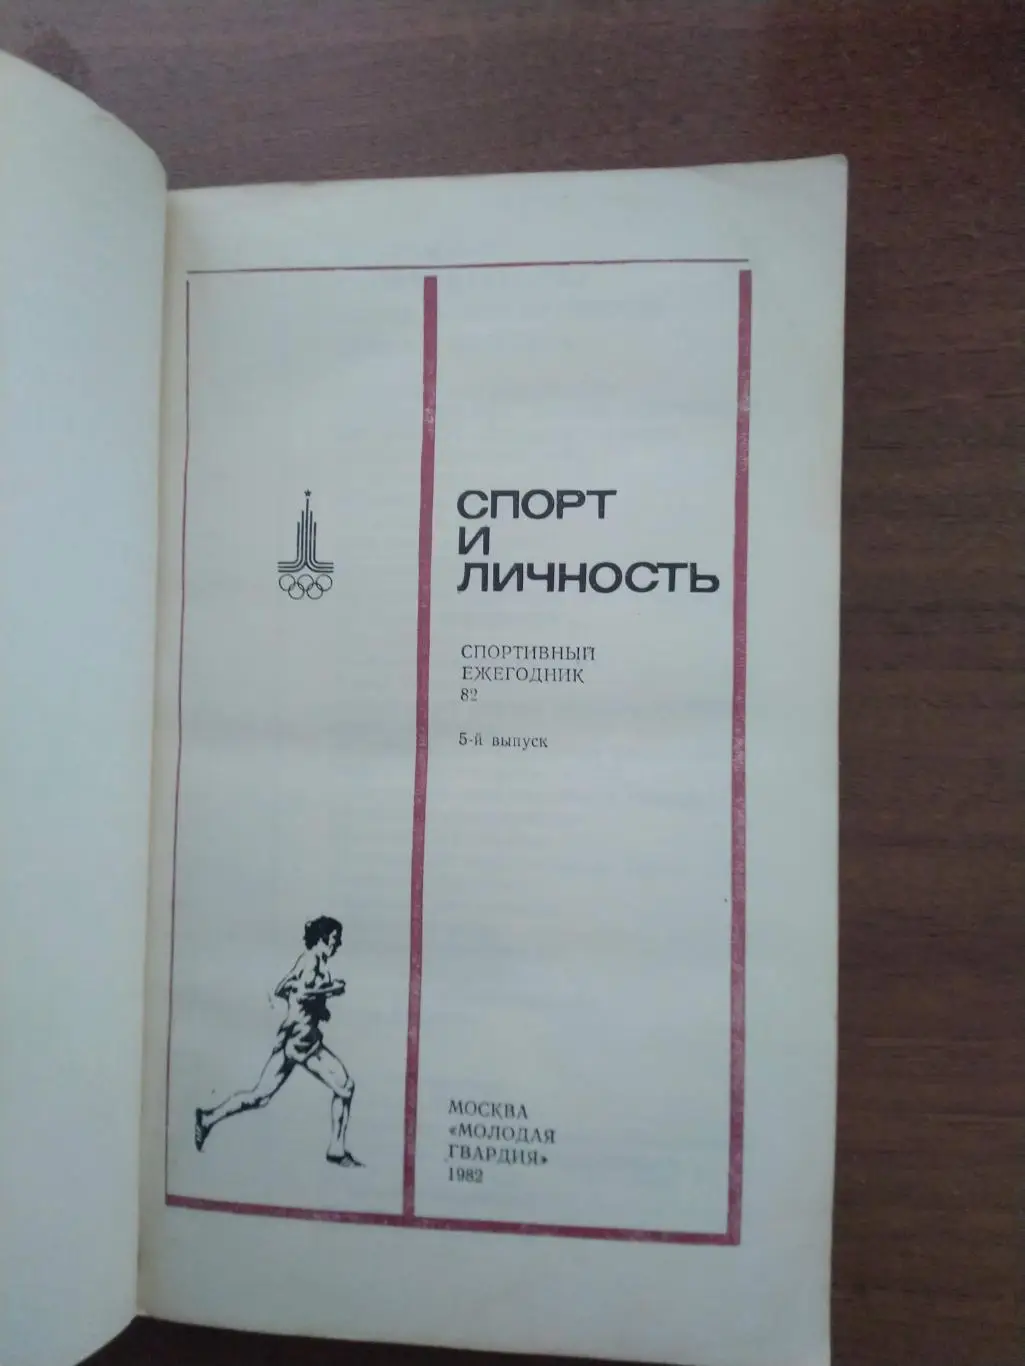 СПОРТ
И
ЛИЧНОСТЬ
СПОРТИВНЫЙ
ЕЖЕГОДНИК
82
5-й выпуск
МОСКВА
«МОЛОДАЯ
ГВАРДИЯ»
1982